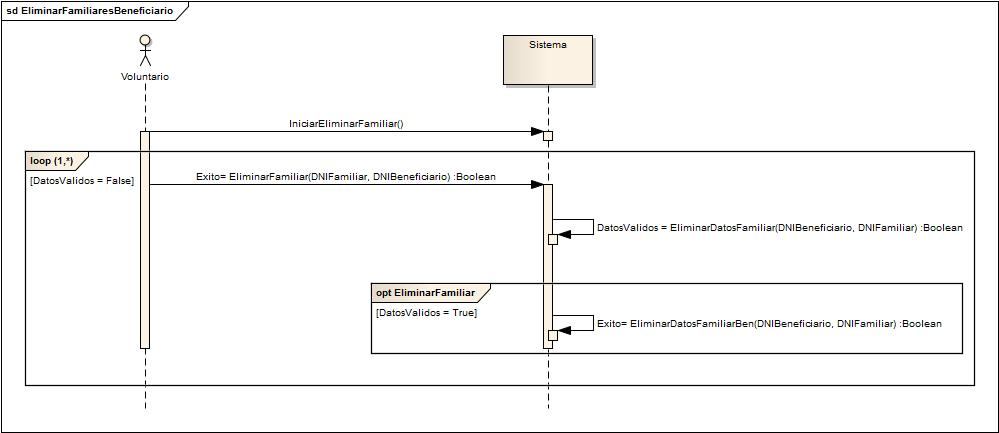 sd EliminarFamiliaresBeneficiario
Voluntario
Sistema
IniciarEliminarFamiliar()
loop (1,*)
[DatosValidos = False]
Exito= EliminarFamiliar(DNIFamiliar, DNIBeneficiario) :Boolean
DatosValidos = EliminarDatosFamiliar(DNIBeneficiario, DNIFamiliar) :Boolean
opt EliminarFamiliar
[DatosValidos = True]
Exito= EliminarDatosFamiliarBen(DNIBeneficiario, DNIFamiliar) :Boolean